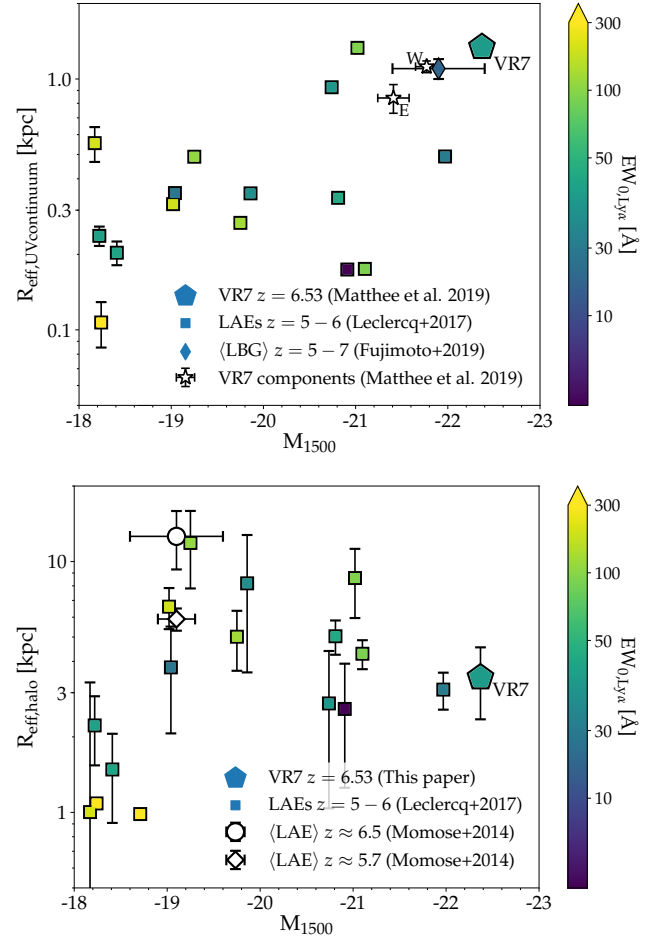 300
100
50
30
10
EW0,Lyα [Å]
1.0
0.3
0.1
Reff,UVcontinuum [kpc]
W
E
VR7
VR7 z = 6.53 (Matthee et al. 2019)
LAEs z = 5 − 6 (Leclercq+2017)
⟨LBG⟩ z = 5 − 7 (Fujimoto+2019)
VR7 components (Matthee et al. 2019)
-18 -19 -20 -21 -22 -23
M1500
300
100
50
30
10
EW0,Lyα [Å]
10
3
1
Reff,halo [kpc]
VR7
VR7 z = 6.53 (This paper)
LAEs z = 5 − 6 (Leclercq+2017)
⟨LAE⟩ z ≈ 6.5 (Momose+2014)
⟨LAE⟩ z ≈ 5.7 (Momose+2014)
-18 -19 -20 -21 -22 -23
M1500